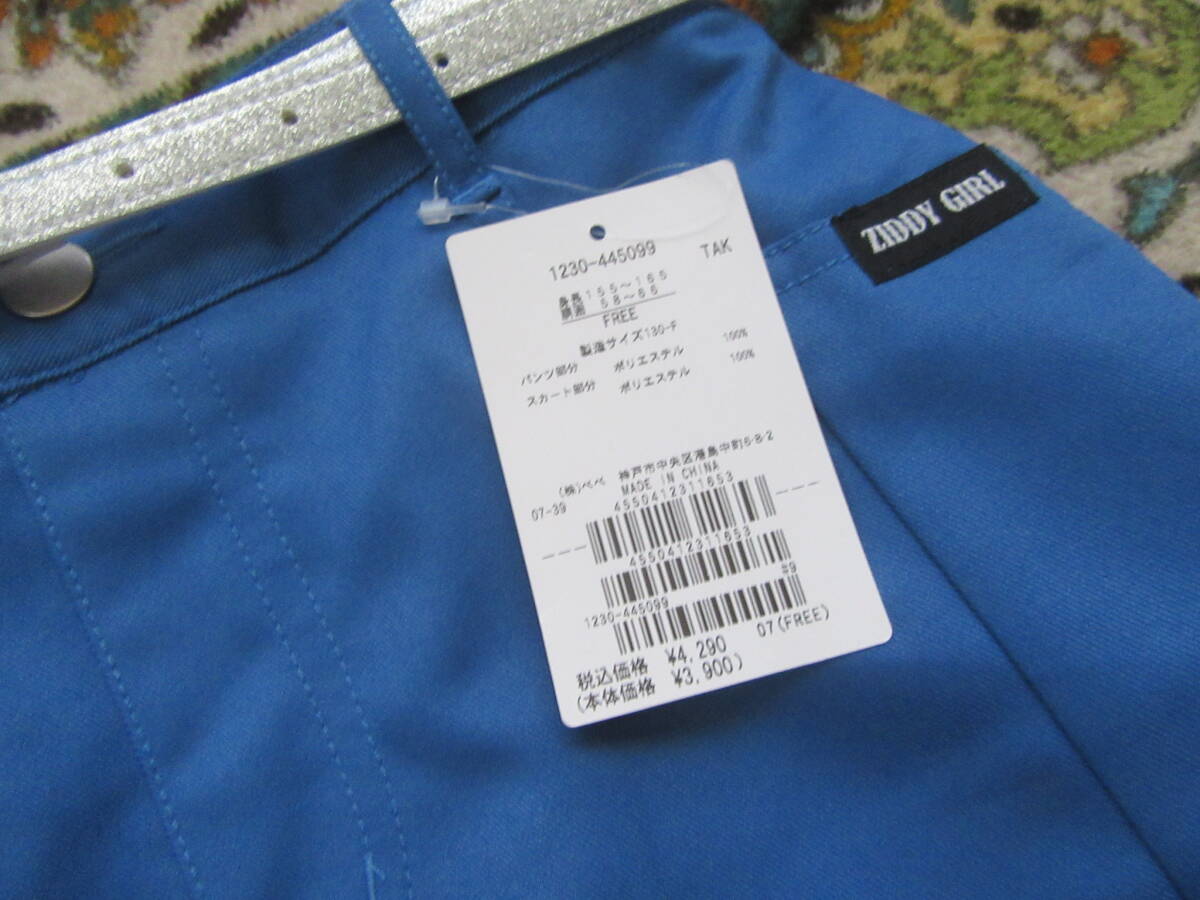 ZIDDY GIRL
1230-445099 TAK
身長155～165
胴囲 58～66
FREE
製造サイズ130-F
パンツ部分 ポリエステル 100%
スカート部分 ポリエステル 100%
(株)べべ 神戸市中央区港島中町6-8-2
07-39 MADE IN CHINA
4550412311653
4550412311653
#9
1230-445099
07(FREE)
税込価格 ¥4,290
(本体価格 ¥3,900)